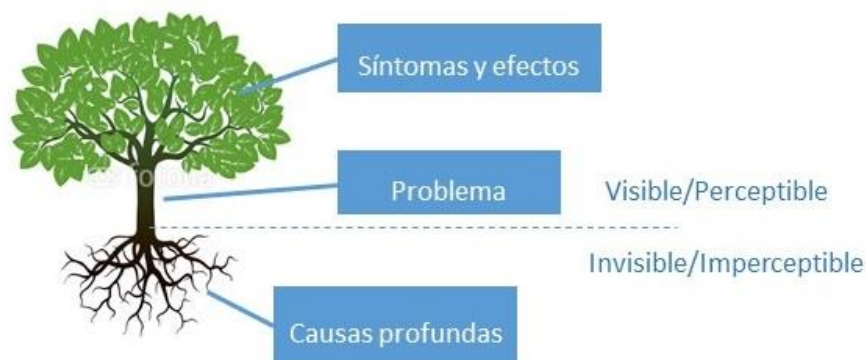 Síntomas y efectos
Problema
Visible/Perceptible
Invisible/Imperceptible
Causas profundas